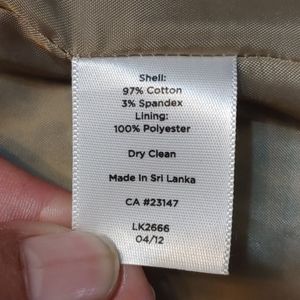 Shell:
97% Cotton
3% Spandex
Lining:
100% Polyester
Dry Clean
Made In Sri Lanka
CA #23147
LK2666
04/12